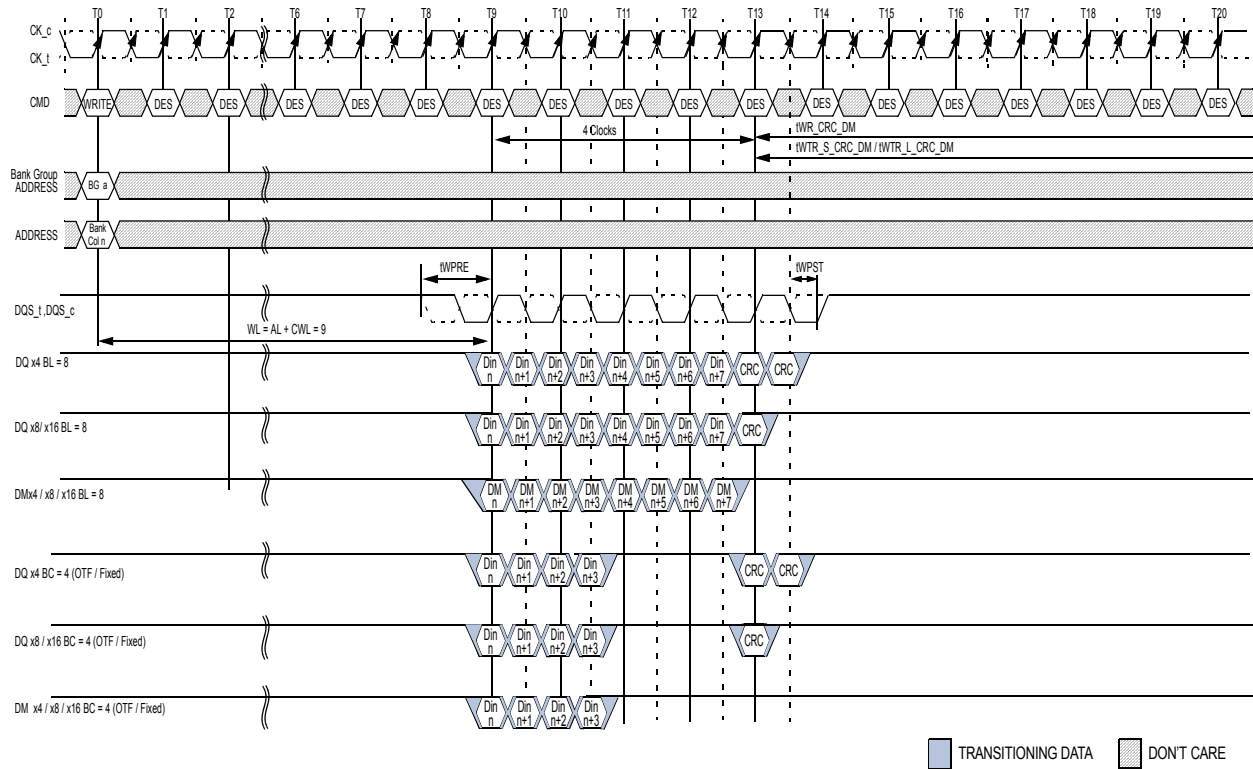 T0 T1 T2 T6 T7 T8 T9 T10 T11 T12 T13 T14 T15 T16 T17 T18 T19 T20
CK_c
CK_t
CMD WRITE DES DES DES DES DES DES DES DES DES DES DES DES DES DES DES DES DES
4 Clocks tWR_CRC_DM
tWTR_S_CRC_DM / tWTR_L_CRC_DM
Bank Group
ADDRESS BG a
ADDRESS Bank
Col n
tWPRE tWPST
DQS_t ,DQS_c
WL = AL + CWL = 9
DQ x4 BL = 8 Din n Din n+1 Din n+2 Din n+3 Din n+4 Din n+5 Din n+6 Din n+7 CRC CRC
DQ x8/ x16 BL = 8 Din n Din n+1 Din n+2 Din n+3 Din n+4 Din n+5 Din n+6 Din n+7 CRC
DMx4 / x8 / x16 BL = 8 DM n DM n+1 DM n+2 DM n+3 DM n+4 DM n+5 DM n+6 DM n+7
DQ x4 BC = 4 (OTF / Fixed) Din n Din n+1 Din n+2 Din n+3 CRC CRC
DQ x8 / x16 BC = 4 (OTF / Fixed) Din n Din n+1 Din n+2 Din n+3 CRC
DM x4 / x8 / x16 BC = 4 (OTF / Fixed) Din n Din n+1 Din n+2 Din n+3
TRANSITIONING DATA DON'T CARE